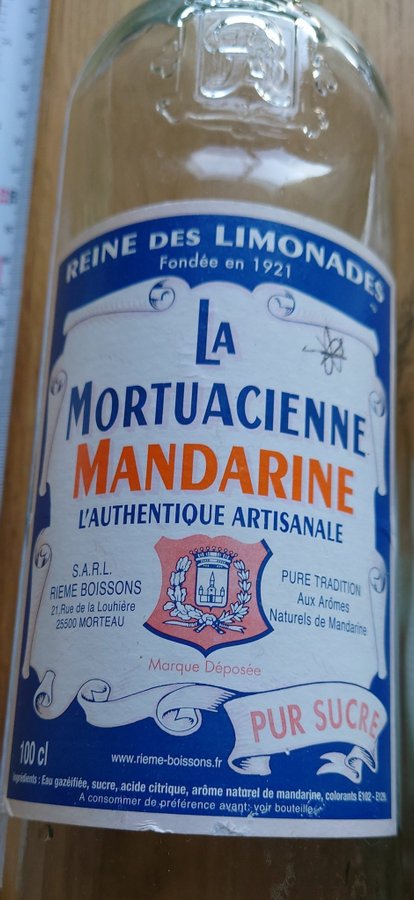 R
REINE DES LIMONADES
Fondée en 1921
LA
MORTUACIENNE
MANDARINE
L'AUTHENTIQUE ARTISANALE
S.A.R.L.
RIEME BOISSONS
21,Rue de la Louhière
25500 MORTEAU
PURE TRADITION
Aux Arômes
Naturels de Mandarine
Marque Déposée
PUR SUCRE
100 cl
www.rieme-boissons.fr
Ingrédients : Eau gazéifiée, sucre, acide citrique, arôme naturel de mandarine, colorants E102 - E129
A consommer de préférence avant: voir bouteille